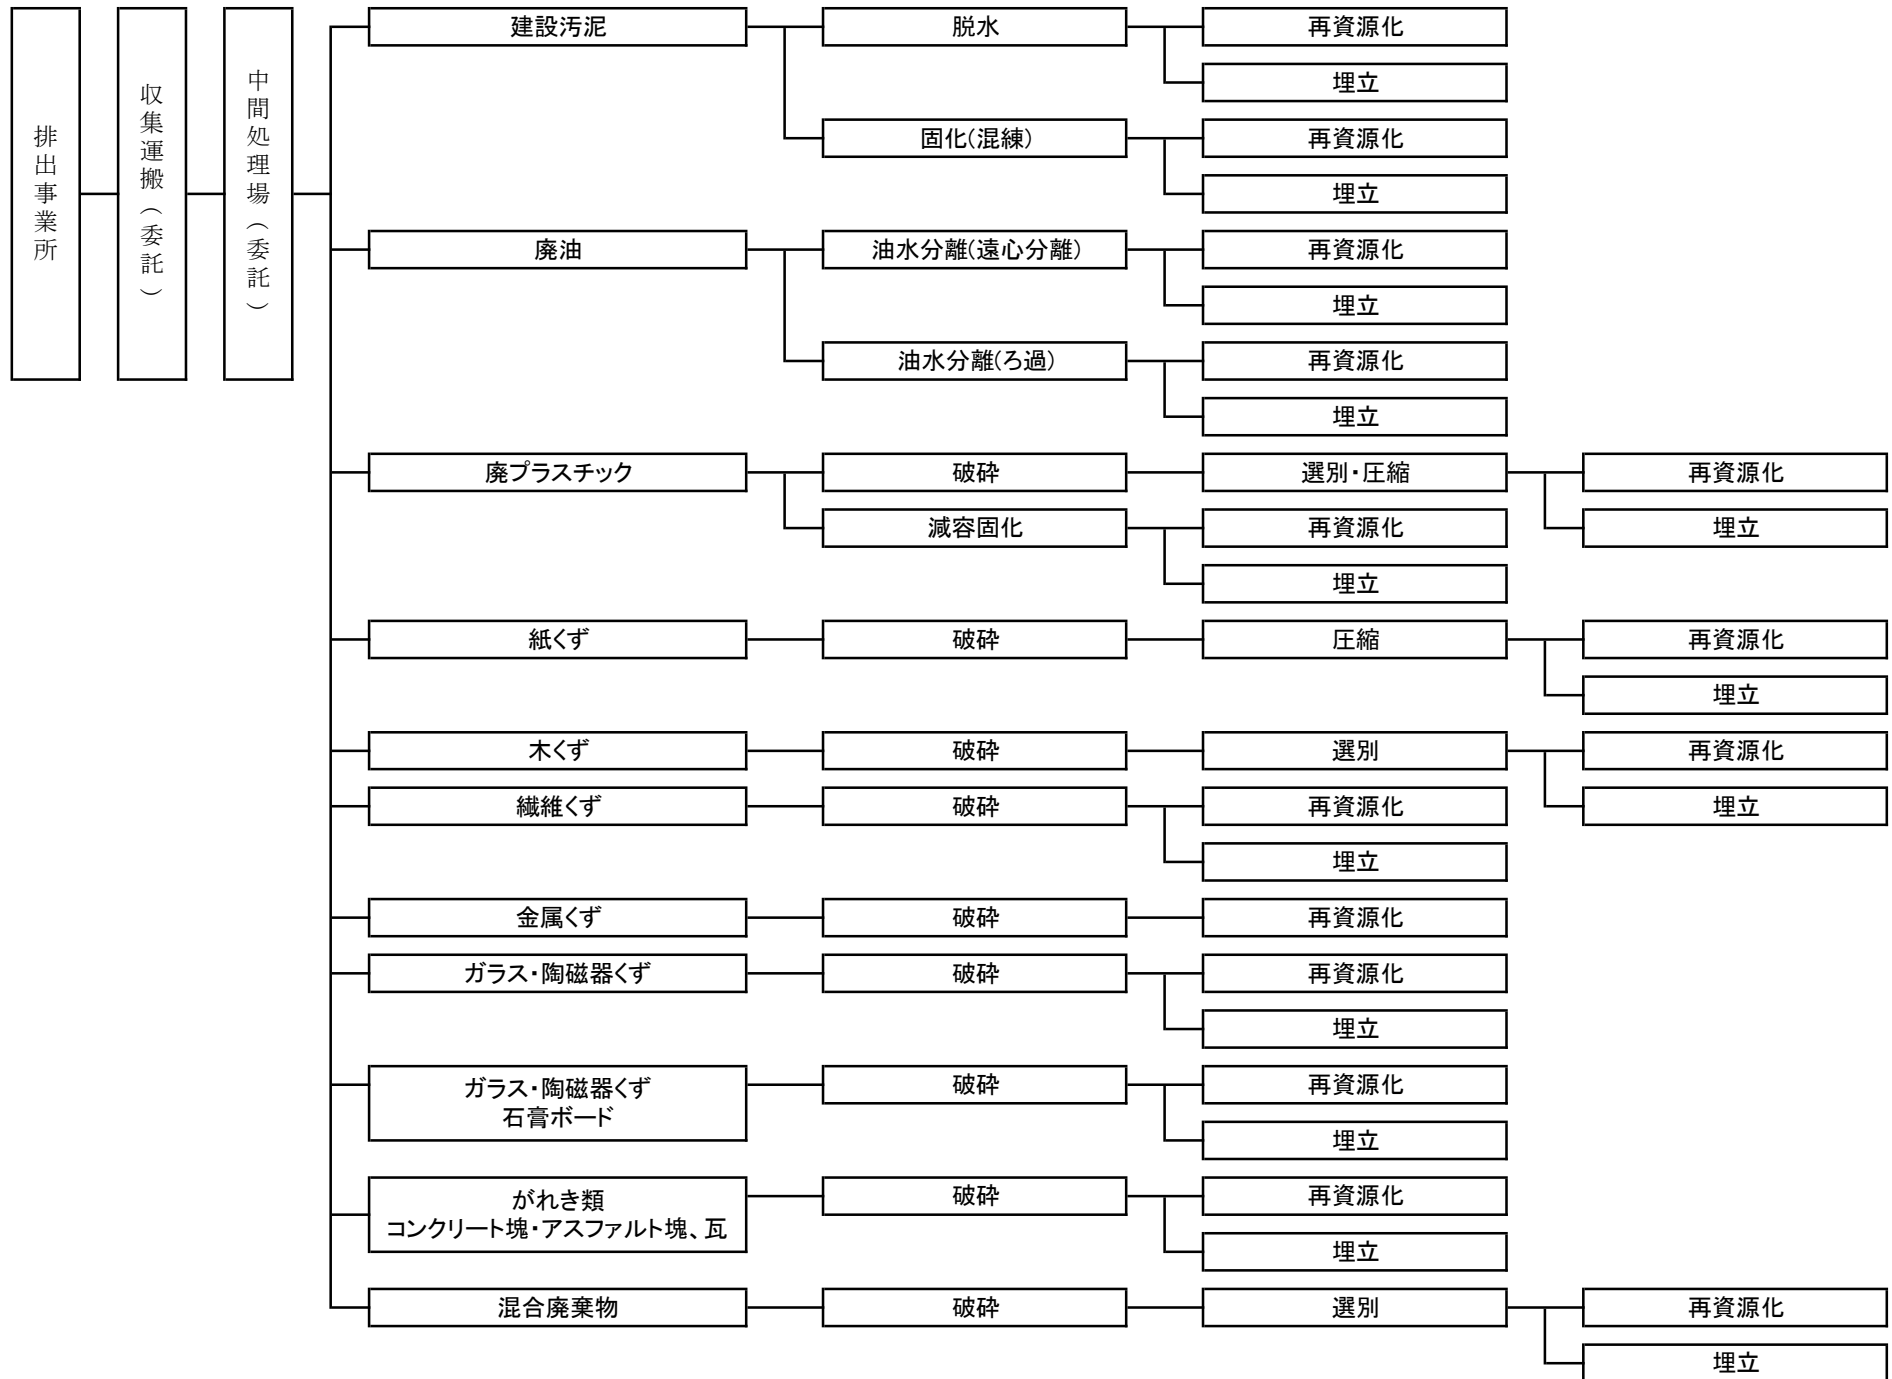 排出事業所
収集運搬（委託）
中間処理場（委託）
建設汚泥
脱水
再資源化
埋立
固化(混練)
再資源化
埋立
廃油
油水分離(遠心分離)
再資源化
埋立
油水分離(ろ過)
再資源化
埋立
廃プラスチック
破砕
選別・圧縮
再資源化
埋立
減容固化
再資源化
埋立
紙くず
破砕
圧縮
再資源化
埋立
木くず
破砕
選別
再資源化
埋立
繊維くず
破砕
再資源化
埋立
金属くず
破砕
再資源化
ガラス・陶磁器くず
破砕
再資源化
埋立
ガラス・陶磁器くず
石膏ボード
破砕
再資源化
埋立
がれき類
コンクリート塊・アスファルト塊、瓦
破砕
再資源化
埋立
混合廃棄物
破砕
選別
再資源化
埋立